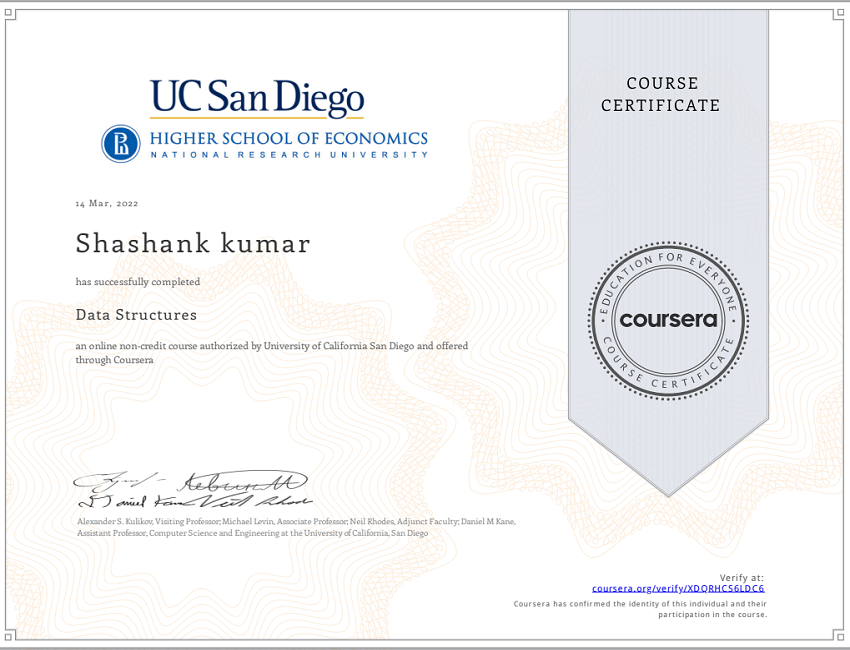 UC San Diego
HIGHER SCHOOL OF ECONOMICS
NATIONAL RESEARCH UNIVERSITY
COURSE
CERTIFICATE
14 Mar, 2022
Shashank kumar
has successfully completed
Data Structures
an online non-credit course authorized by University of California San Diego and offered
through Coursera
EDUCATION FOR EVERYONE
coursera
COURSE CERTIFICATE
Alexander S. Kulikov, Visiting Professor; Michael Levin, Associate Professor; Neil Rhodes, Adjunct Faculty; Daniel M Kane,
Assistant Professor, Computer Science and Engineering at the University of California, San Diego
Verify at:
coursera.org/verify/XDQRHCS6LDC6
Coursera has confirmed the identity of this individual and their
participation in the course.